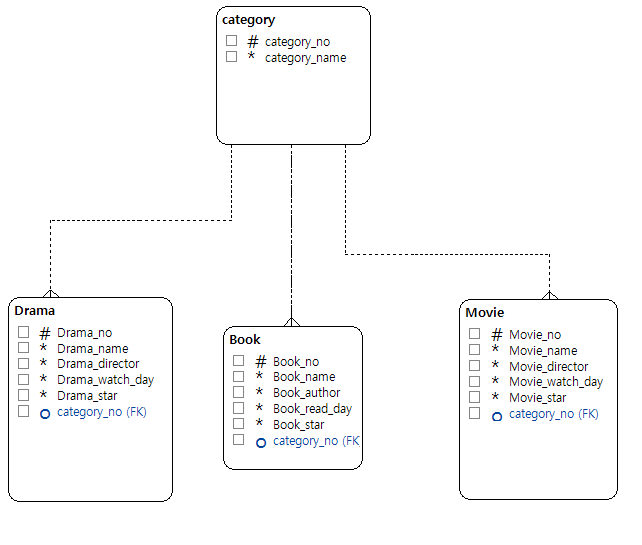 category
# category_no
* category_name
Drama
# Drama_no
* Drama_name
* Drama_director
* Drama_watch_day
* Drama_star
o category_no (FK)
Book
# Book_no
* Book_name
* Book_author
* Book_read_day
* Book_star
o category_no (FK
Movie
# Movie_no
* Movie_name
* Movie_director
* Movie_watch_day
* Movie_star
o category_no (FK)